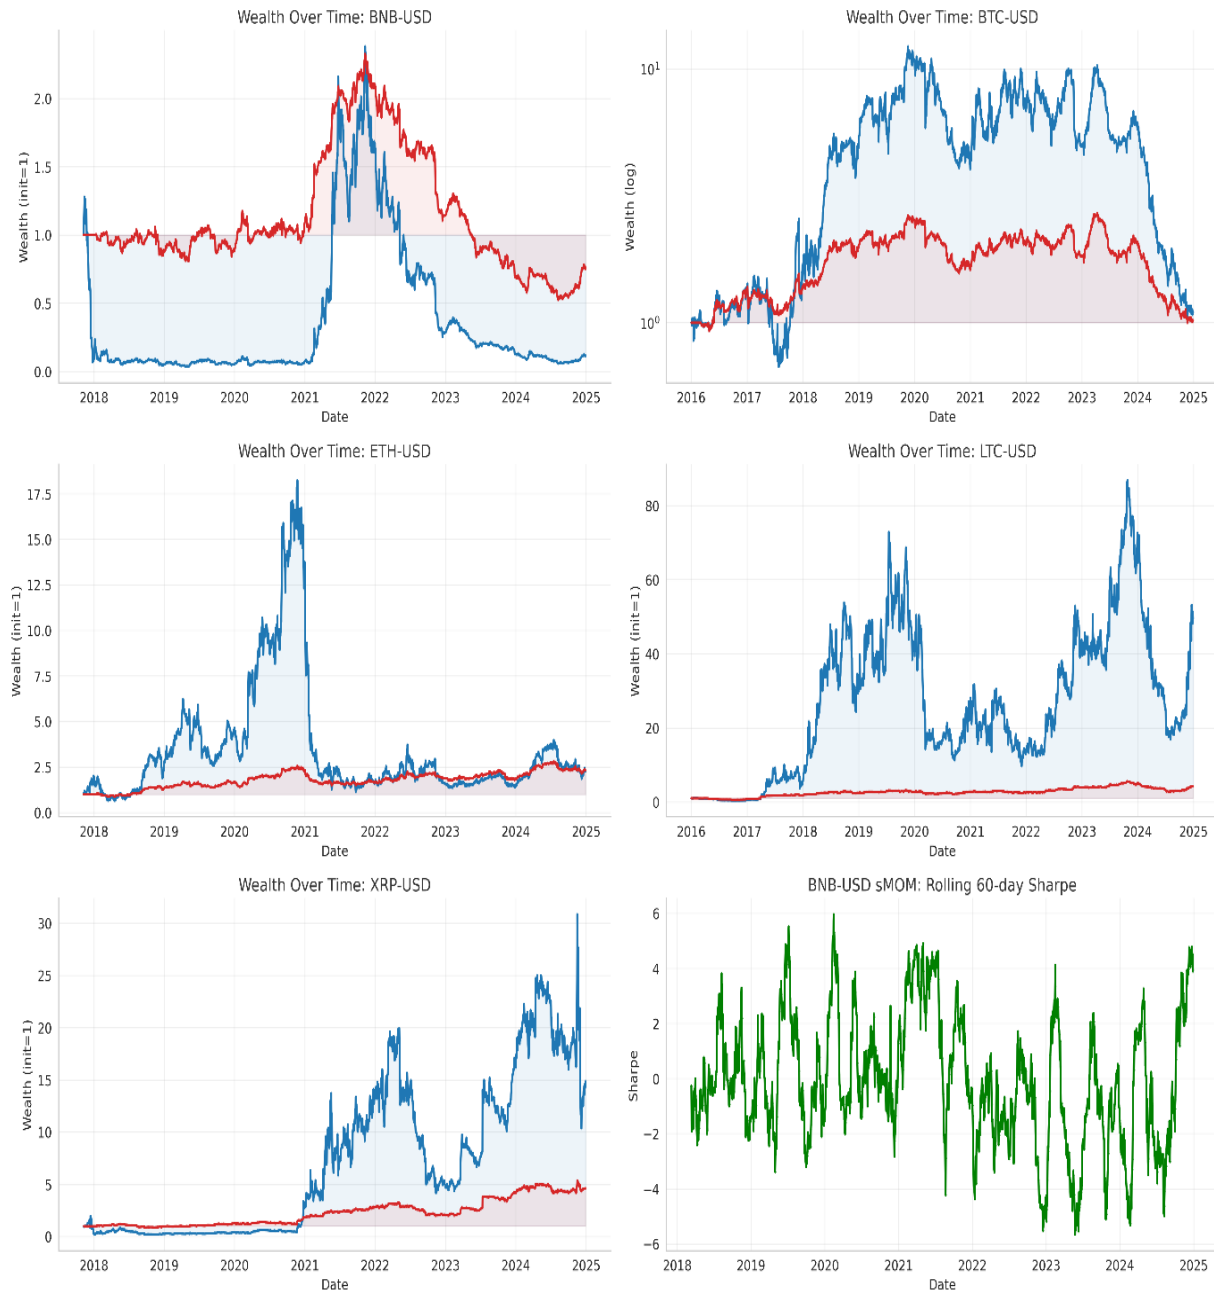 Wealth Over Time: BNB-USD
Wealth (init=1)
2.0
1.5
1.0
0.5
0.0
2018 2019 2020 2021 2022 2023 2024 2025
Date
Wealth Over Time: BTC-USD
Wealth (log)
10^1
10^0
2016 2017 2018 2019 2020 2021 2022 2023 2024 2025
Date
Wealth Over Time: ETH-USD
Wealth (init=1)
17.5
15.0
12.5
10.0
7.5
5.0
2.5
0.0
2018 2019 2020 2021 2022 2023 2024 2025
Date
Wealth Over Time: LTC-USD
Wealth (init=1)
80
60
40
20
0
2016 2017 2018 2019 2020 2021 2022 2023 2024 2025
Date
Wealth Over Time: XRP-USD
Wealth (init=1)
30
25
20
15
10
5
0
2018 2019 2020 2021 2022 2023 2024 2025
Date
BNB-USD sMOM: Rolling 60-day Sharpe
Sharpe
6
4
2
0
−2
−4
−6
2018 2019 2020 2021 2022 2023 2024 2025
Date